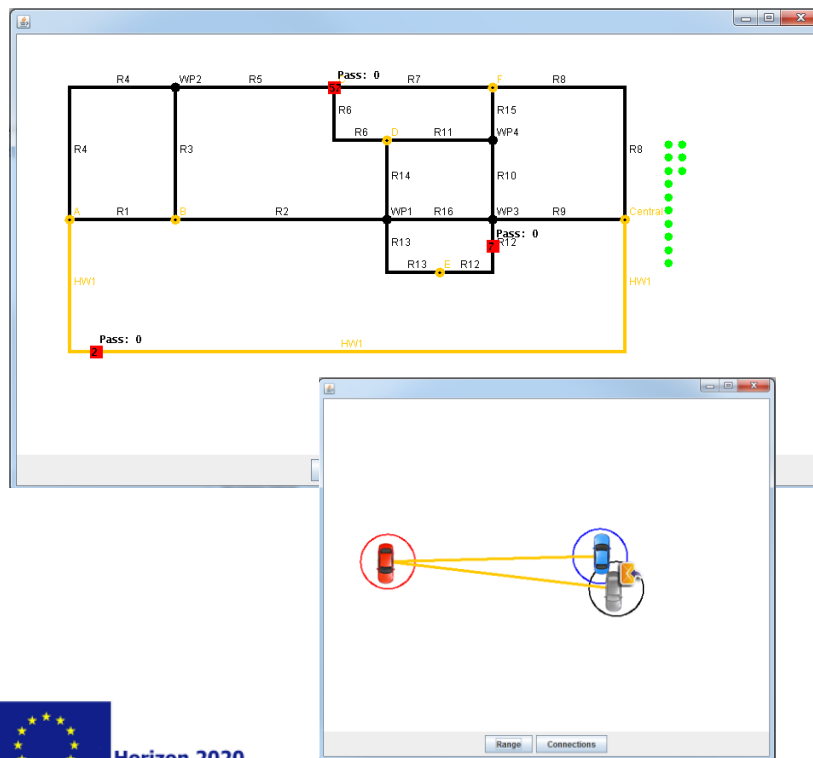 Pass: 0
R4 WP2 R5 R7 F R8
R6 R15
R6 D R11 WP4
R4 R3 R8
R14 R10
A R1 B R2 WP1 R16 WP3 R9 Central
Pass: 0
R13 7 R12
R13 E R12
HW1 HW1
Pass: 0
2 HW1
Range Connections
Horizon 2020